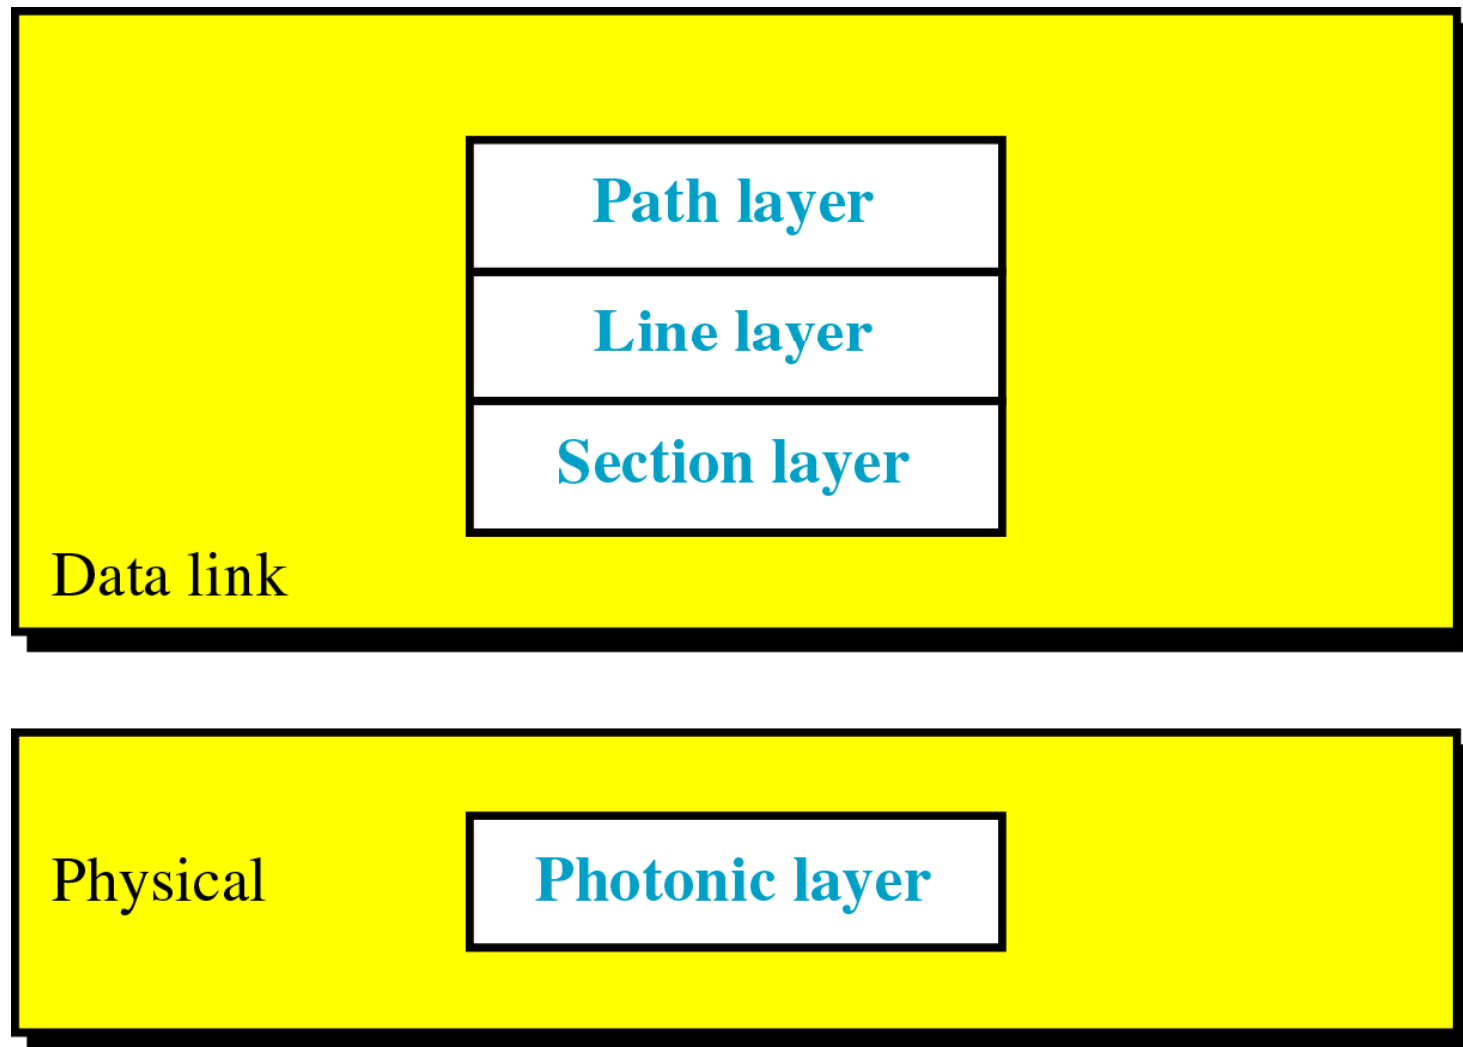 Path layer
Line layer
Section layer
Data link
Physical
Photonic layer